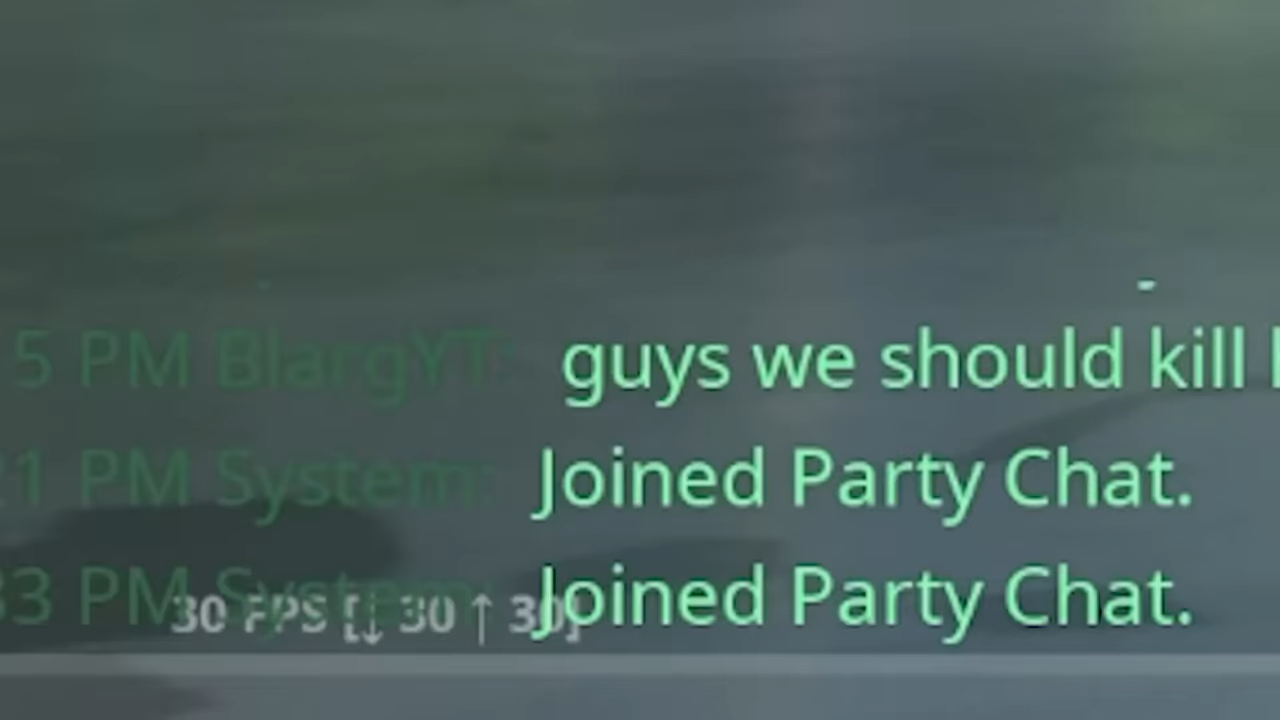 5 PM BlargYT: guys we should kill
21 PM System: Joined Party Chat.
33 PM System: Joined Party Chat.
30 FPS [↓ 30 ↑ 30]